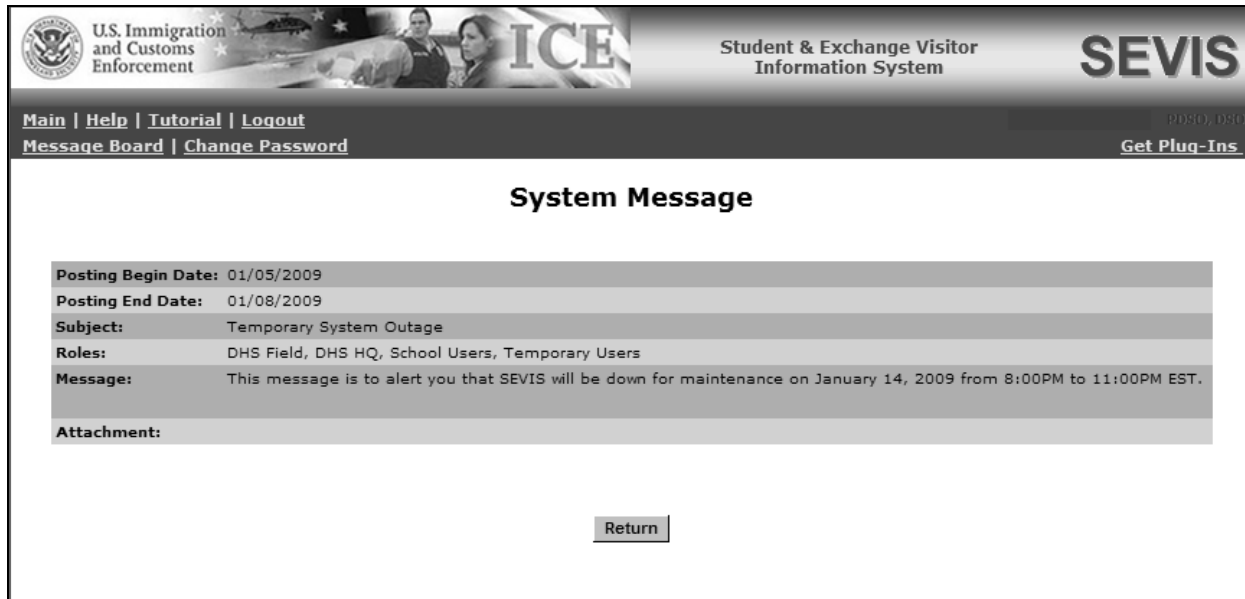 U.S. Immigration
and Customs
Enforcement
ICE
Student & Exchange Visitor
Information System
SEVIS
Main | Help | Tutorial | Logout
PDSO, DSO
Message Board | Change Password
Get Plug-Ins
System Message
Posting Begin Date: 01/05/2009
Posting End Date: 01/08/2009
Subject: Temporary System Outage
Roles: DHS Field, DHS HQ, School Users, Temporary Users
Message: This message is to alert you that SEVIS will be down for maintenance on January 14, 2009 from 8:00PM to 11:00PM EST.
Attachment:
Return